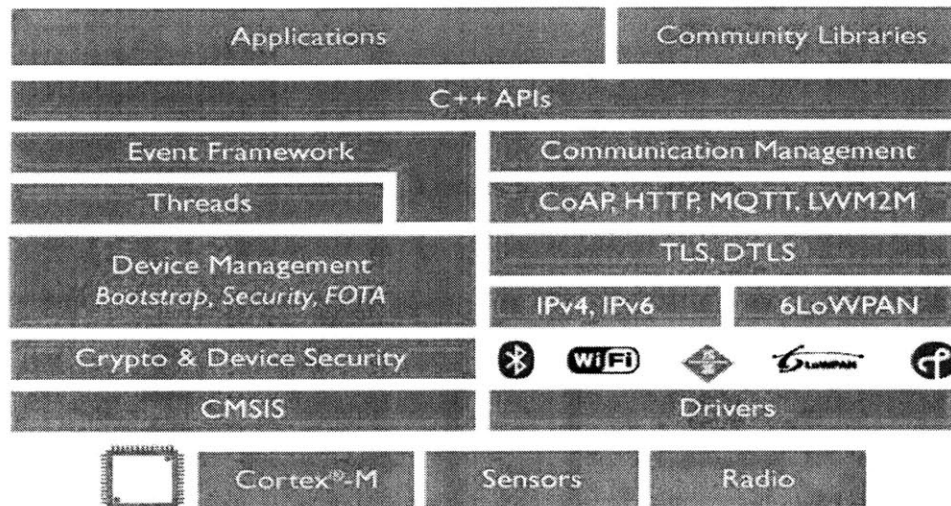 Applications
Community Libraries
C++ APIs
Event Framework
Communication Management
Threads
CoAP, HTTP, MQTT, LWM2M
Device Management
Bootstrap, Security, FOTA
TLS, DTLS
IPv4, IPv6
6LoWPAN
Crypto & Device Security
WiFi
6LoWPAN
CMSIS
Drivers
Cortex®-M
Sensors
Radio